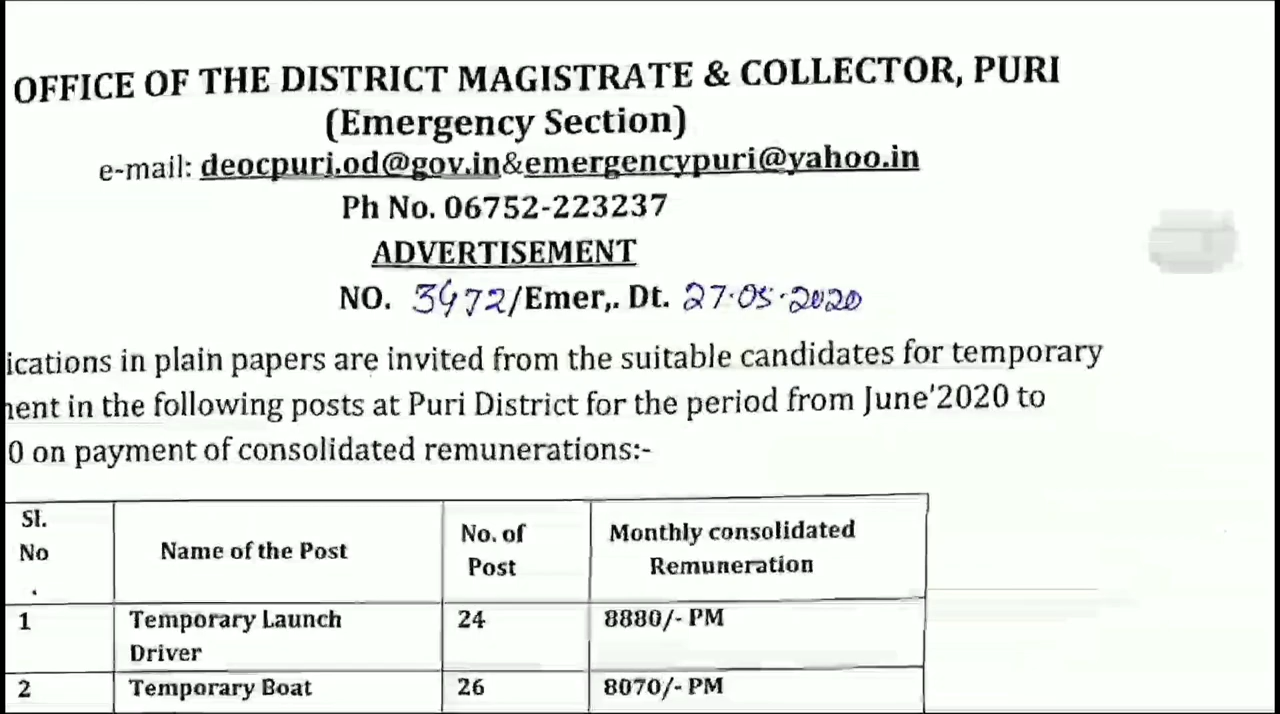 OFFICE OF THE DISTRICT MAGISTRATE & COLLECTOR, PURI
(Emergency Section)
e-mail: deocpuri.od@gov.in&emergencypuri@yahoo.in
Ph No. 06752-223237
ADVERTISEMENT
NO. 3972/Emer,. Dt. 27.05.2020
ications in plain papers are invited from the suitable candidates for temporary
ent in the following posts at Puri District for the period from June'2020 to
0 on payment of consolidated remunerations:-
Sl. No . Name of the Post No. of Post Monthly consolidated Remuneration
1 Temporary Launch Driver 24 8880/- PM
2 Temporary Boat 26 8070/- PM